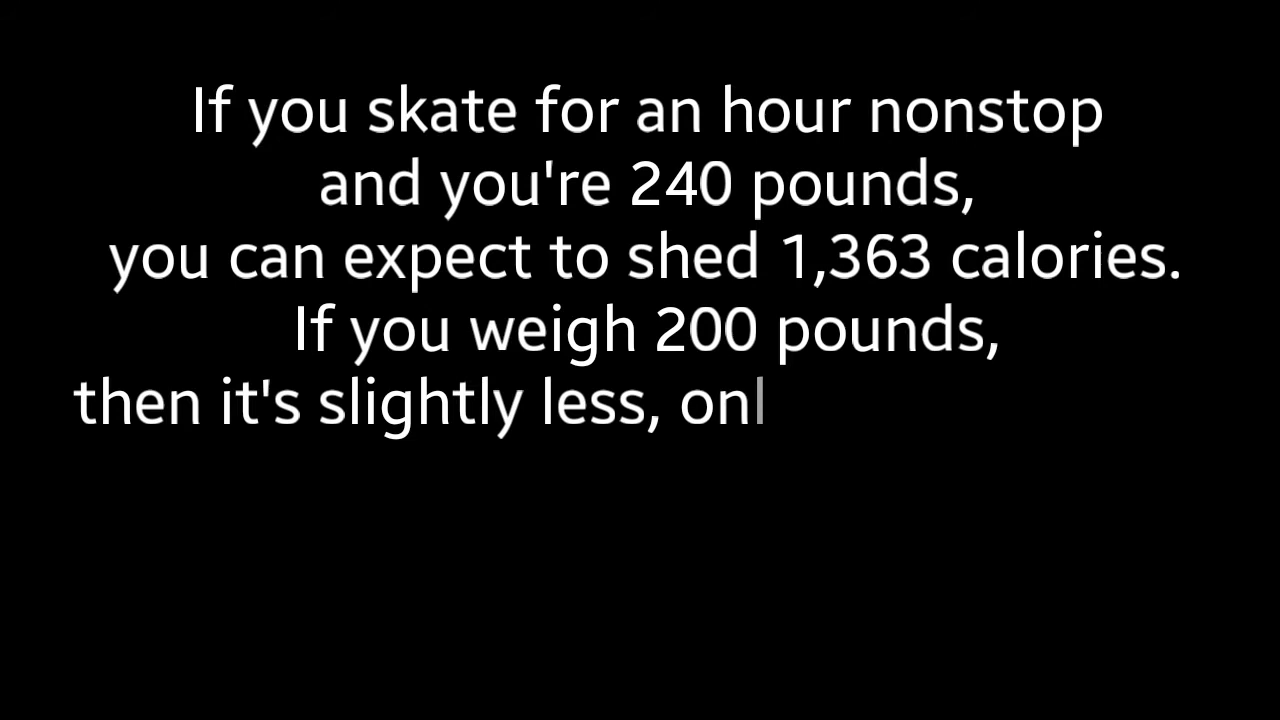 If you skate for an hour nonstop
and you're 240 pounds,
you can expect to shed 1,363 calories.
If you weigh 200 pounds,
then it's slightly less, onl